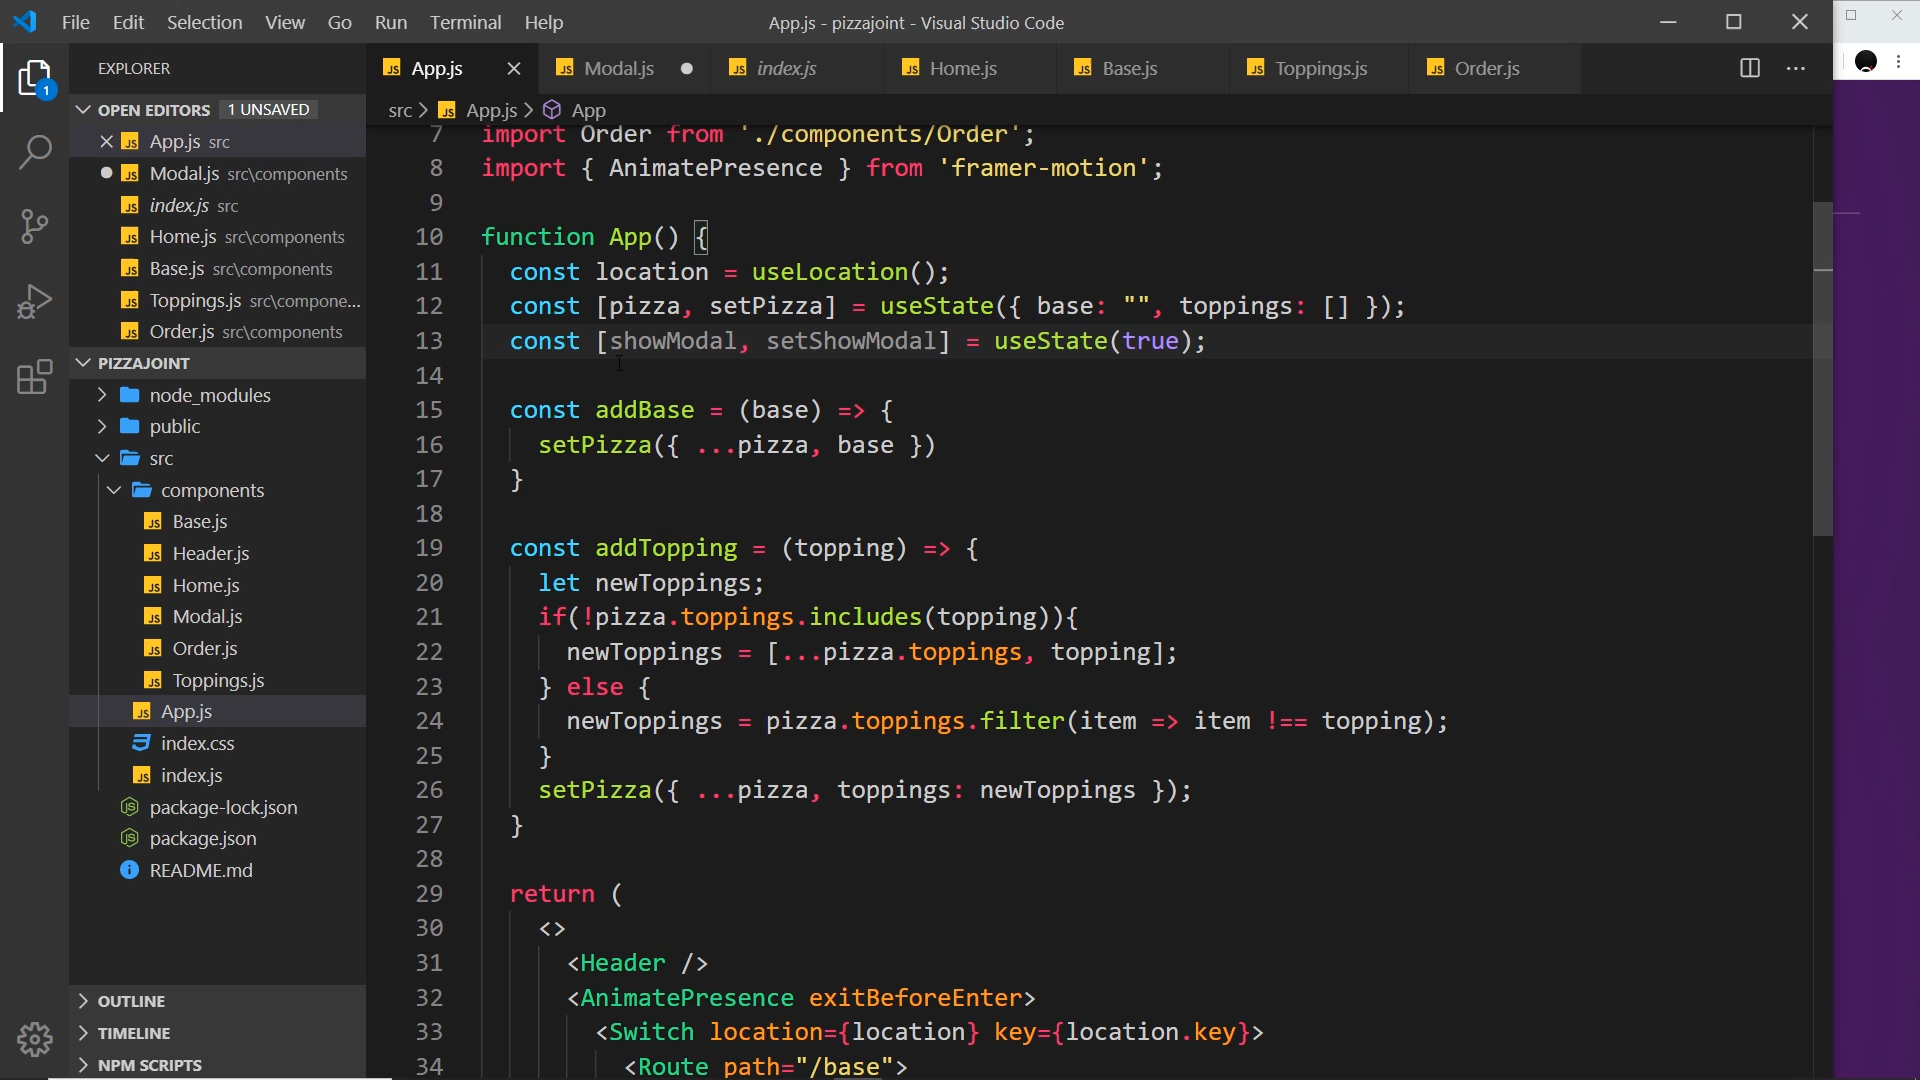 File Edit Selection View Go Run Terminal Help
App.js - pizzajoint - Visual Studio Code
EXPLORER
App.js
Modal.js
index.js
Home.js
Base.js
Toppings.js
Order.js
1
OPEN EDITORS 1 UNSAVED
App.js src
Modal.js src\components
index.js src
Home.js src\components
Base.js src\components
Toppings.js src\compone...
Order.js src\components
PIZZAJOINT
node_modules
public
src
components
Base.js
Header.js
Home.js
Modal.js
Order.js
Toppings.js
App.js
index.css
index.js
package-lock.json
package.json
README.md
OUTLINE
TIMELINE
NPM SCRIPTS
src > App.js > App
7 import Order from './components/Order';
8 import { AnimatePresence } from 'framer-motion';
9
10 function App() {
11 const location = useLocation();
12 const [pizza, setPizza] = useState({ base: "", toppings: [] });
13 const [showModal, setShowModal] = useState(true);
14
15 const addBase = (base) => {
16 setPizza({ ...pizza, base })
17 }
18
19 const addTopping = (topping) => {
20 let newToppings;
21 if(!pizza.toppings.includes(topping)){
22 newToppings = [...pizza.toppings, topping];
23 } else {
24 newToppings = pizza.toppings.filter(item => item !== topping);
25 }
26 setPizza({ ...pizza, toppings: newToppings });
27 }
28
29 return (
30 <>
31 <Header />
32 <AnimatePresence exitBeforeEnter>
33 <Switch location={location} key={location.key}>
34 <Route path="/base">